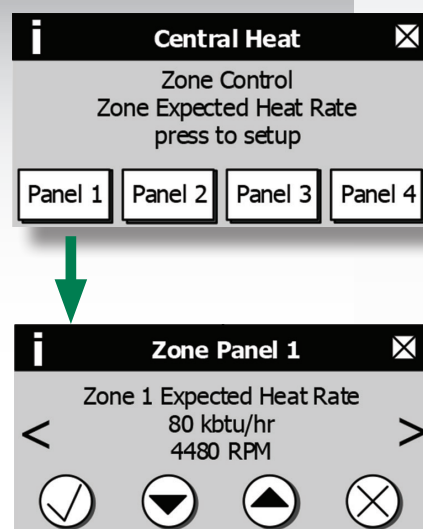 i Central Heat
Zone Control
Zone Expected Heat Rate
press to setup
Panel 1 Panel 2 Panel 3 Panel 4
i Zone Panel 1
Zone 1 Expected Heat Rate
< 80 kbtu/hr >
4480 RPM